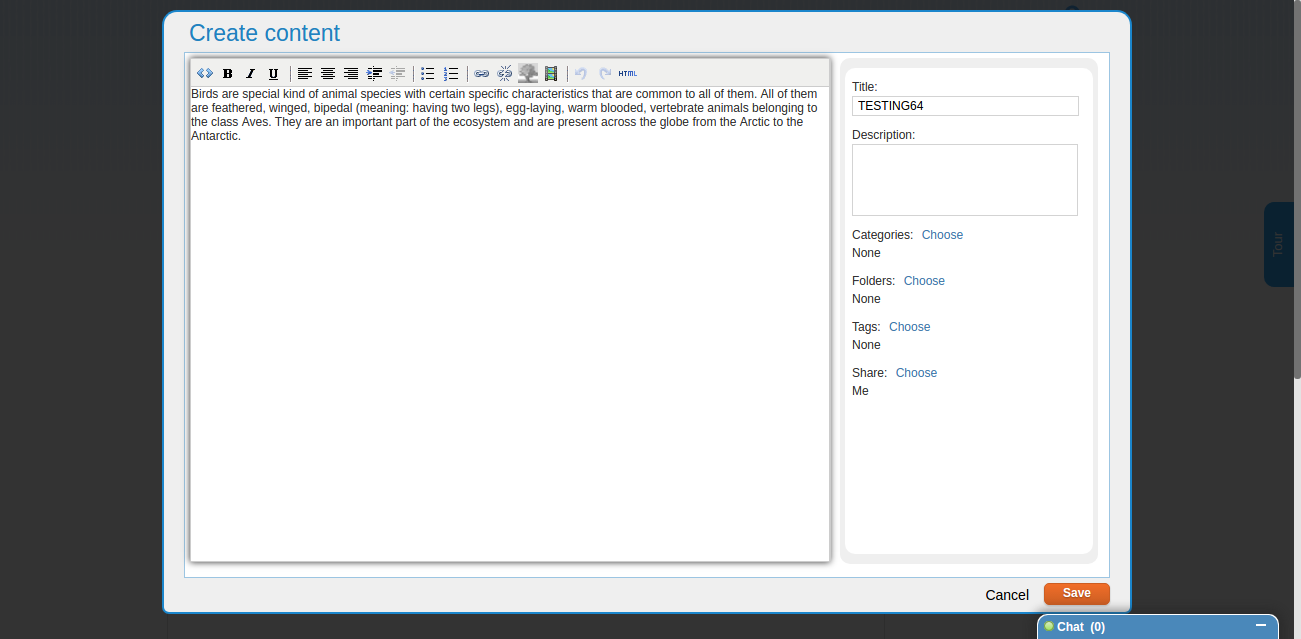 Create content
B I U HTML
Birds are special kind of animal species with certain specific characteristics that are common to all of them. All of them
are feathered, winged, bipedal (meaning: having two legs), egg-laying, warm blooded, vertebrate animals belonging to
the class Aves. They are an important part of the ecosystem and are present across the globe from the Arctic to the
Antarctic.
Title:
TESTING64
Description:
Categories: Choose
None
Folders: Choose
None
Tags: Choose
None
Share: Choose
Me
Tour
Cancel Save
Chat (0)